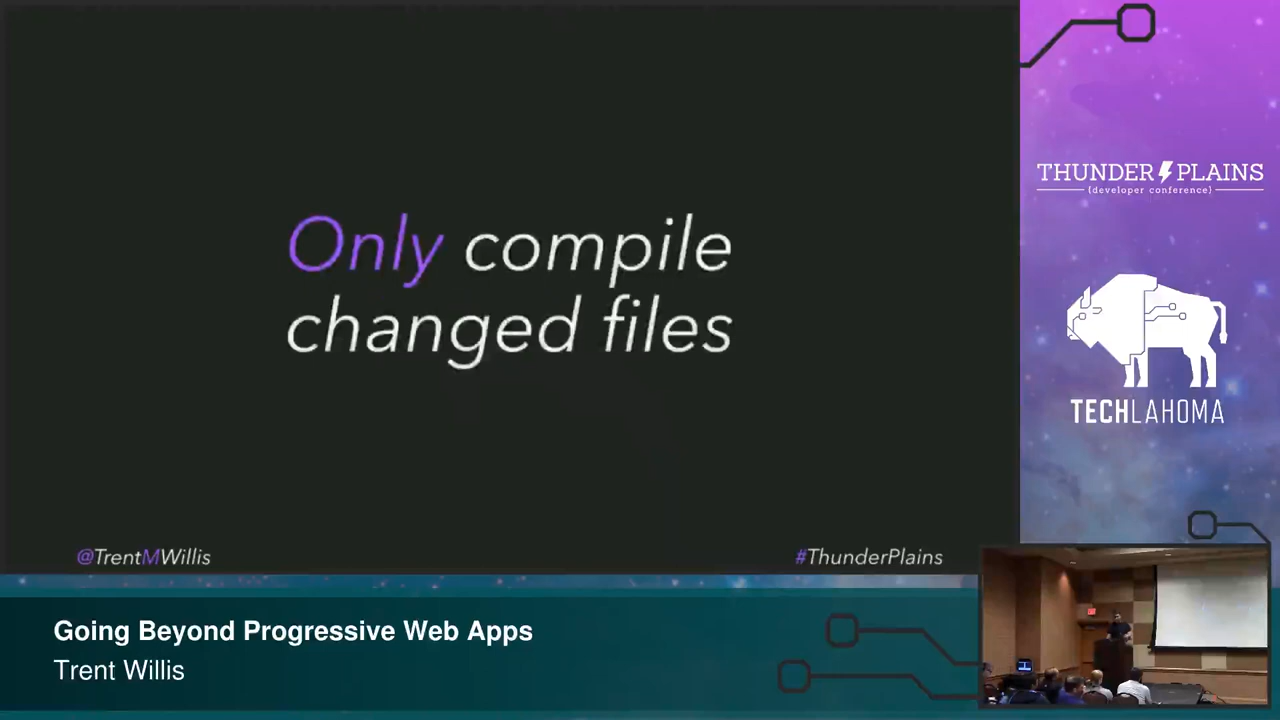 Only compile
changed files
@TrentMWillis
#ThunderPlains
THUNDER PLAINS
{developer conference}
TECHLAHOMA
Going Beyond Progressive Web Apps
Trent Willis